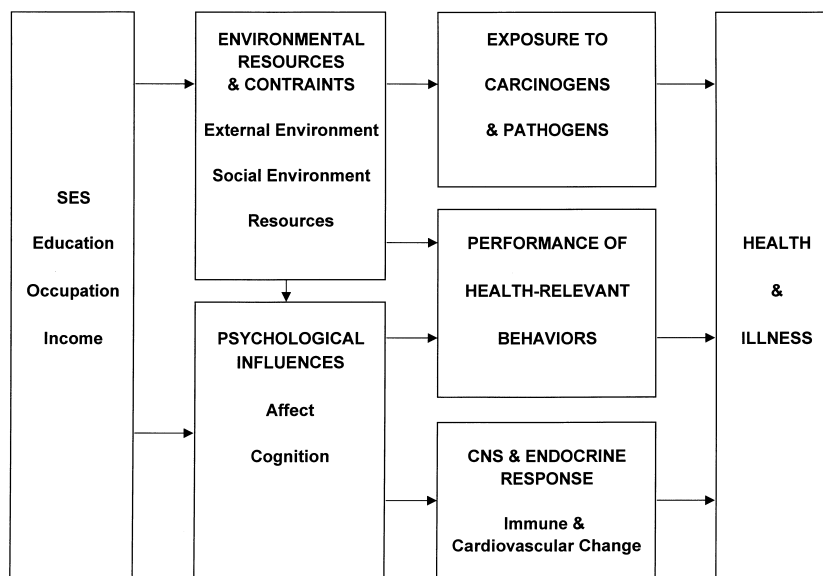 SES
Education
Occupation
Income
ENVIRONMENTAL
RESOURCES
& CONTRAINTS
External Environment
Social Environment
Resources
PSYCHOLOGICAL
INFLUENCES
Affect
Cognition
EXPOSURE TO
CARCINOGENS
& PATHOGENS
PERFORMANCE OF
HEALTH-RELEVANT
BEHAVIORS
CNS & ENDOCRINE
RESPONSE
Immune &
Cardiovascular Change
HEALTH
&
ILLNESS